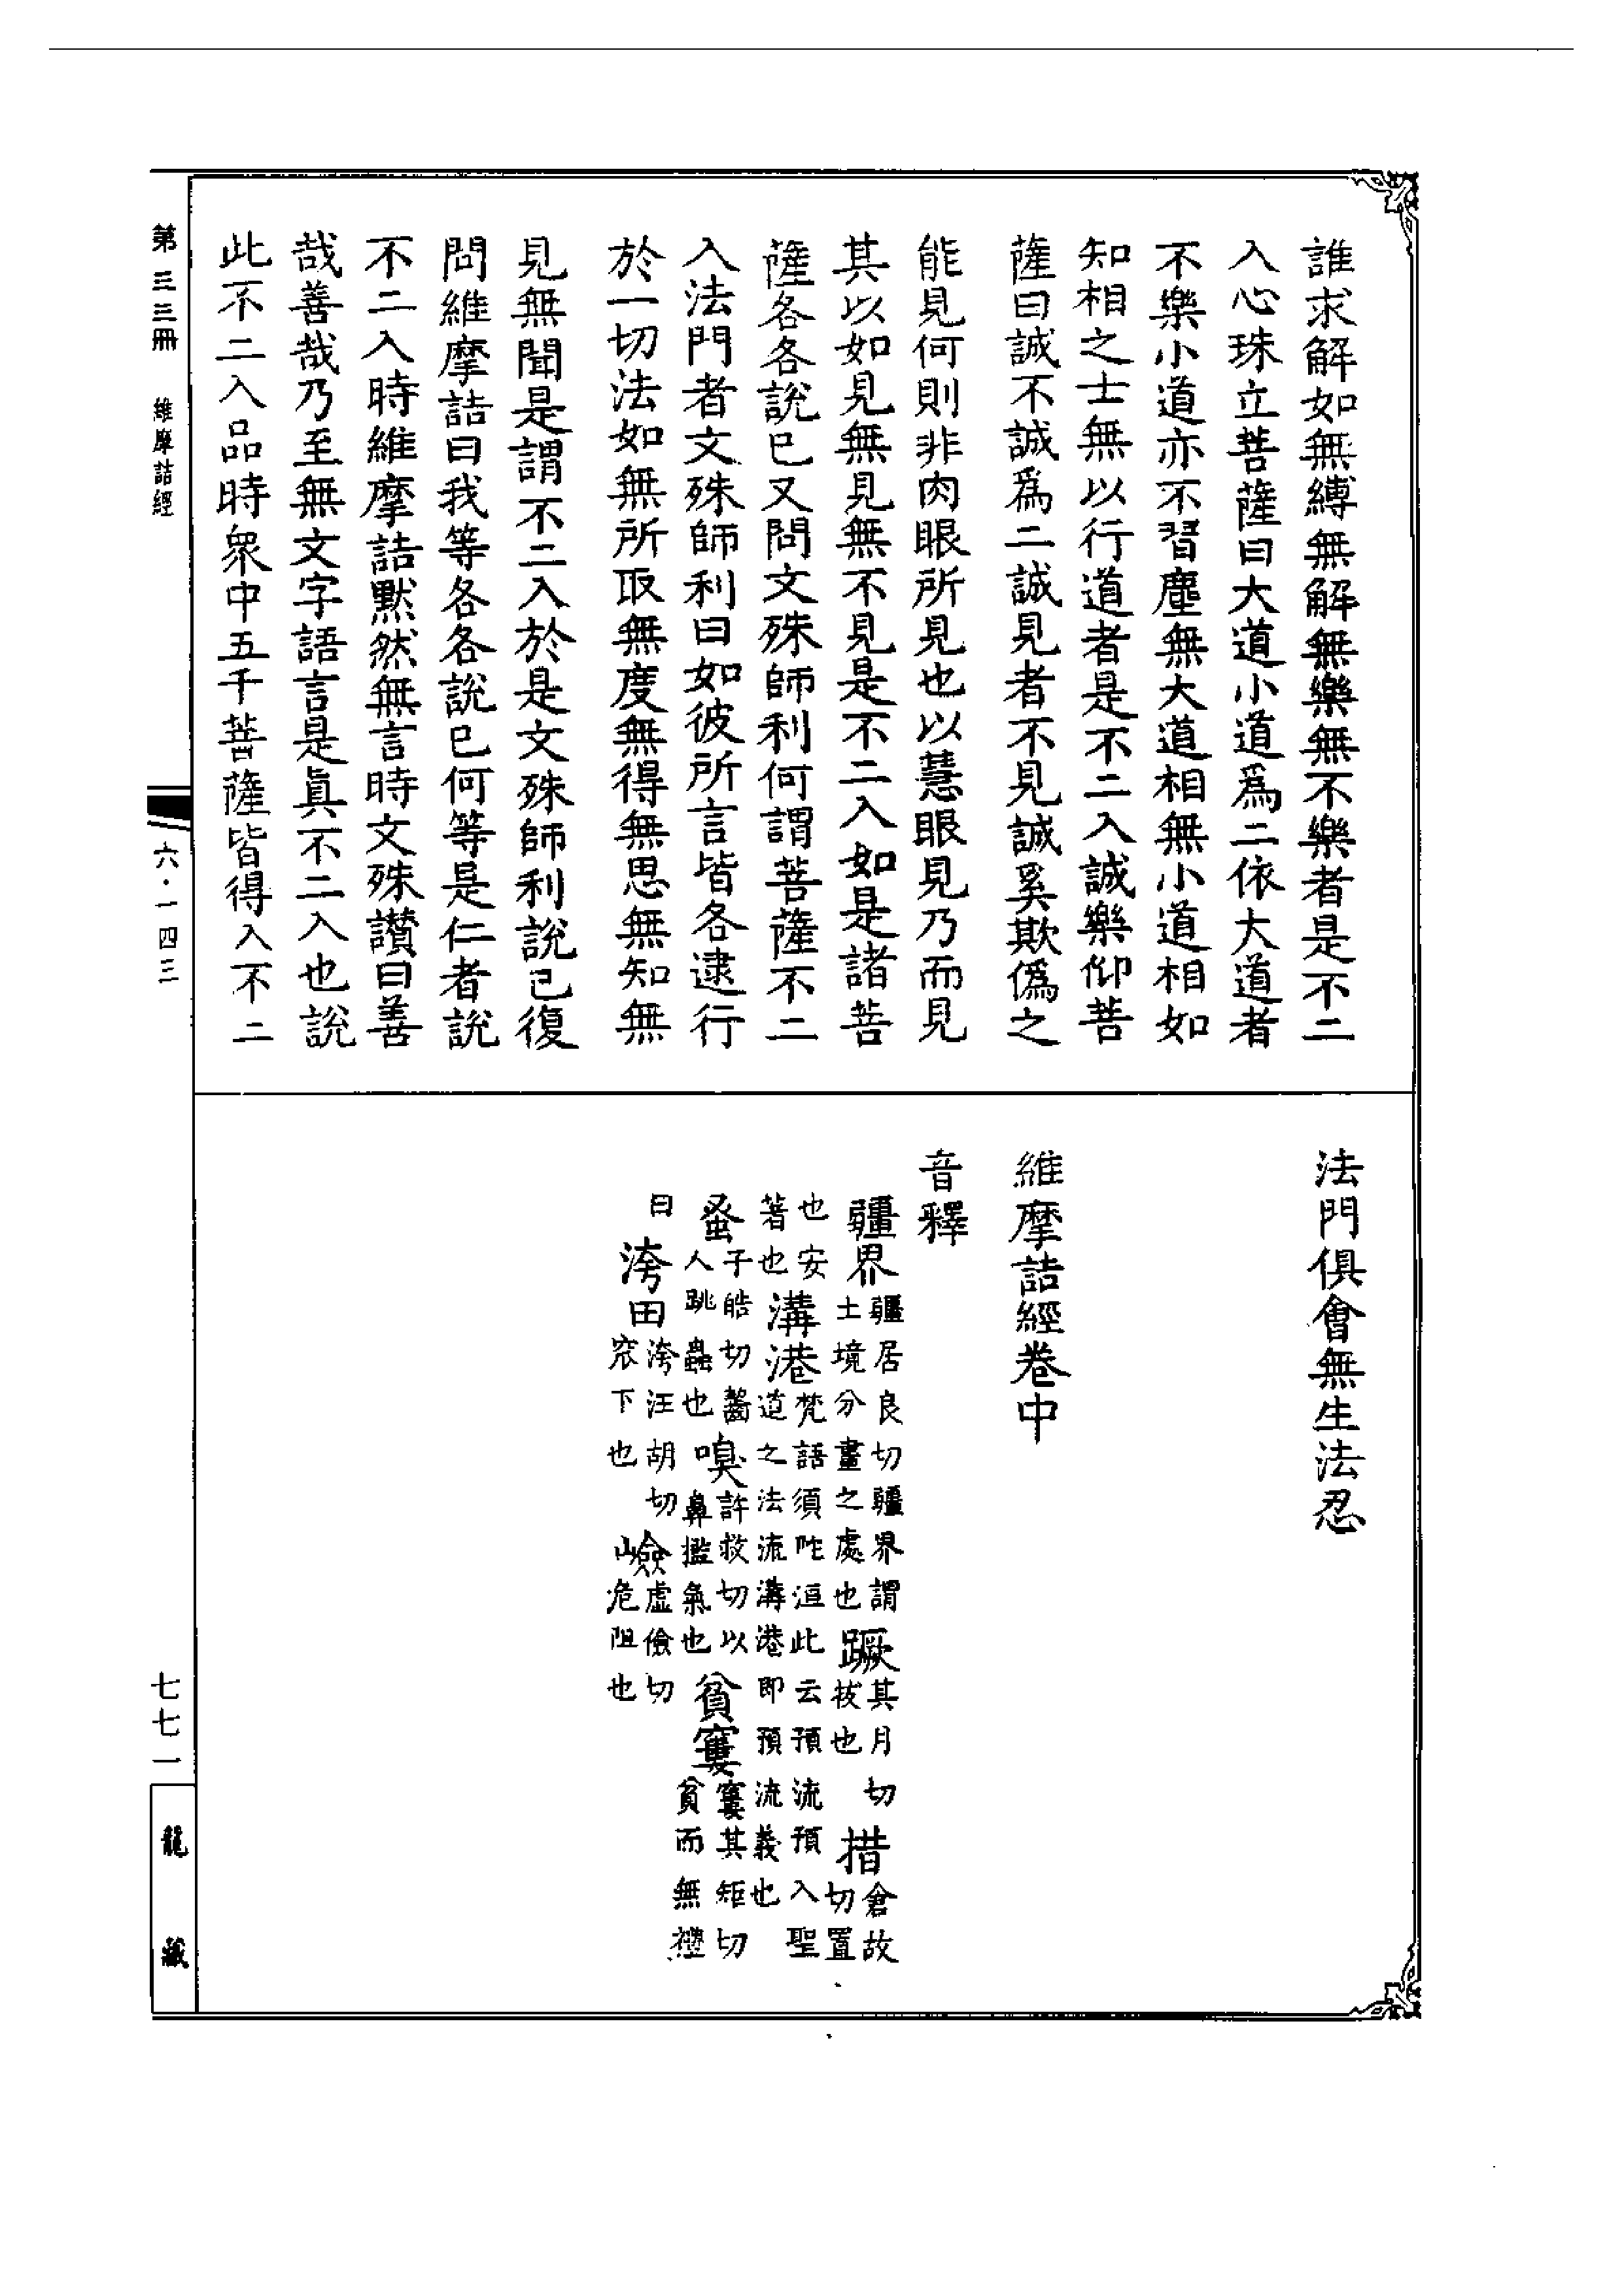 誰求解如無縛無解無樂無不樂者是不二
入心珠立菩薩曰大道小道爲二依大道者
不樂小道亦不習塵無大道相無小道相如
知相之士無以行道者是不二入誠樂仰菩
薩曰誠不誠爲二誠見者不見誠奚欺僞之
能見何則非肉眼所見也以慧眼見乃而見
其以如見無見無不見是不二入如是諸菩
薩各各說已又問文殊師利何謂菩薩不二
入法門者文殊師利曰如彼所言皆各逮行
於一切法如無所取無度無得無思無知無
見無聞是謂不二入於是文殊師利說已復
問維摩詰曰我等各各說已何等是仁者說
不二入時維摩詰默然無言時文殊讃曰善
哉善哉乃至無文字語言是眞不二入也說
此不二入品時衆中五千菩薩皆得入不二
法門俱會無生法忍
維摩詰經卷中
音釋
疆界疆居良切疆界謂土境分畫之處也蹶其月切拔也措倉故切置
也安著也溝港梵語須陀洹此云預流預入聖道之法流溝港即預流義也
蚤子皓切齧人跳蟲也嗅許救切以鼻擥氣也貧窶窶其矩切貧而無禮
曰洿田洿汪胡切窊下也嶮虛儉切危阻也
第三三冊 維摩詰經
六·一四三
七七一
龍藏